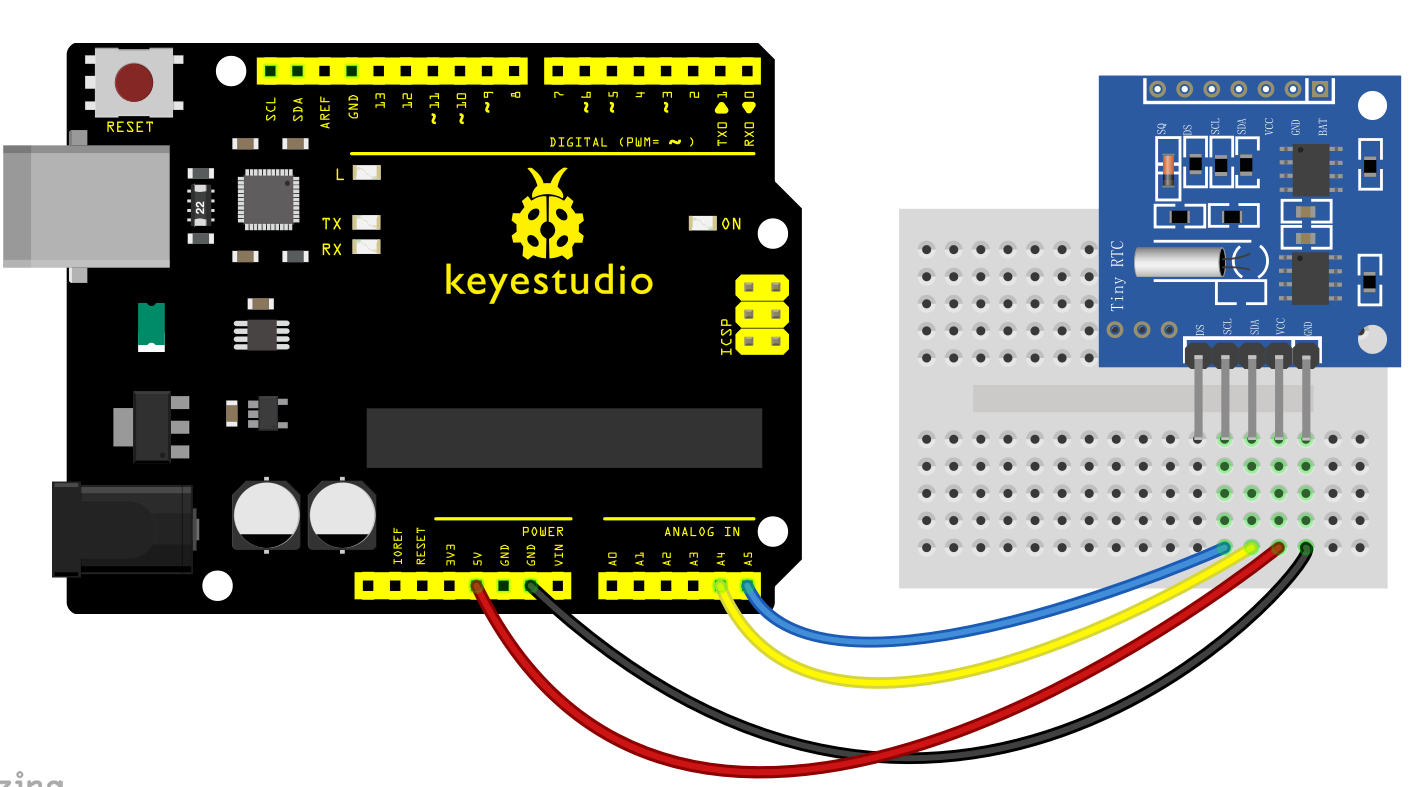 RESET
SCL
SDA
AREF
GND
13
12
~11
~10
~9
8
7
~6
~5
4
~3
2
TXD 1
RXD 0
DIGITAL (PWM= ~ )
L
TX
RX
ON
22
keyestudio
ICSP
POWER
ANALOG IN
IOREF
RESET
3V3
5V
GND
GND
VIN
A0
A1
A2
A3
A4
A5
SQ
DS
SCL
SDA
VCC
GND
BAT
Tiny RTC
DS
SCL
SDA
VCC
GND
zing